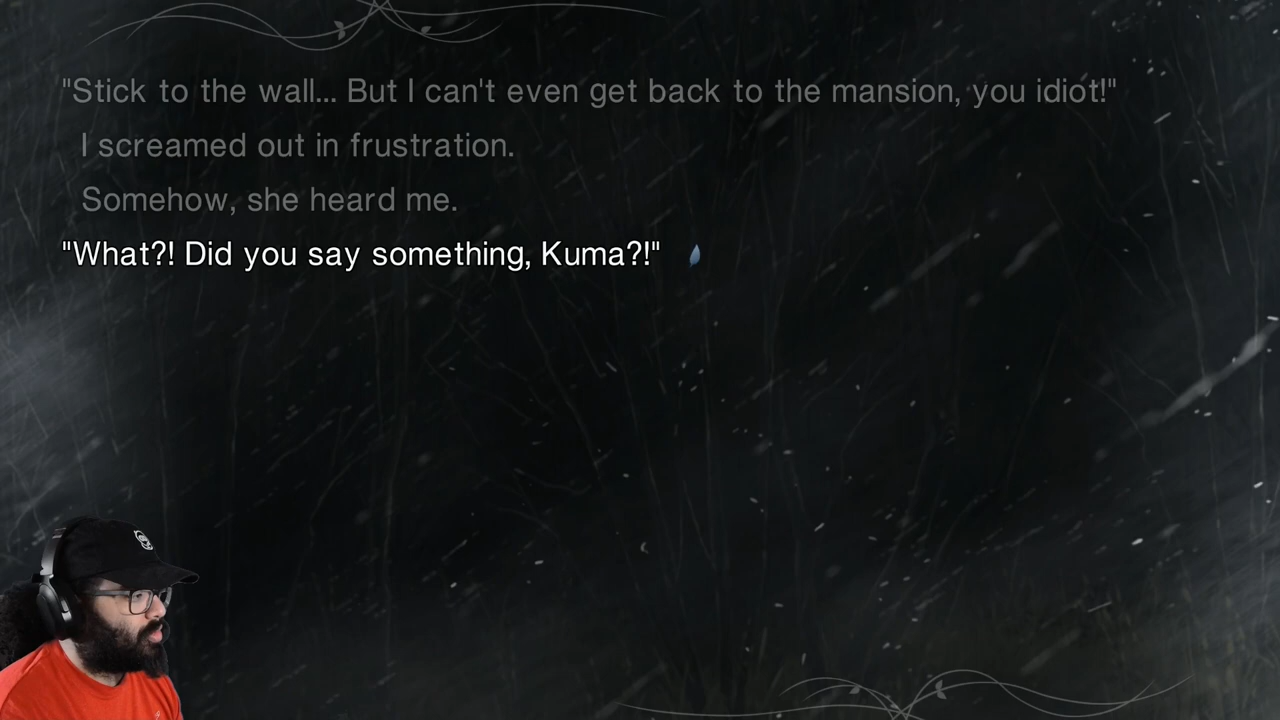 "Stick to the wall... But I can't even get back to the mansion, you idiot!"
I screamed out in frustration.
Somehow, she heard me.
"What?! Did you say something, Kuma?!"